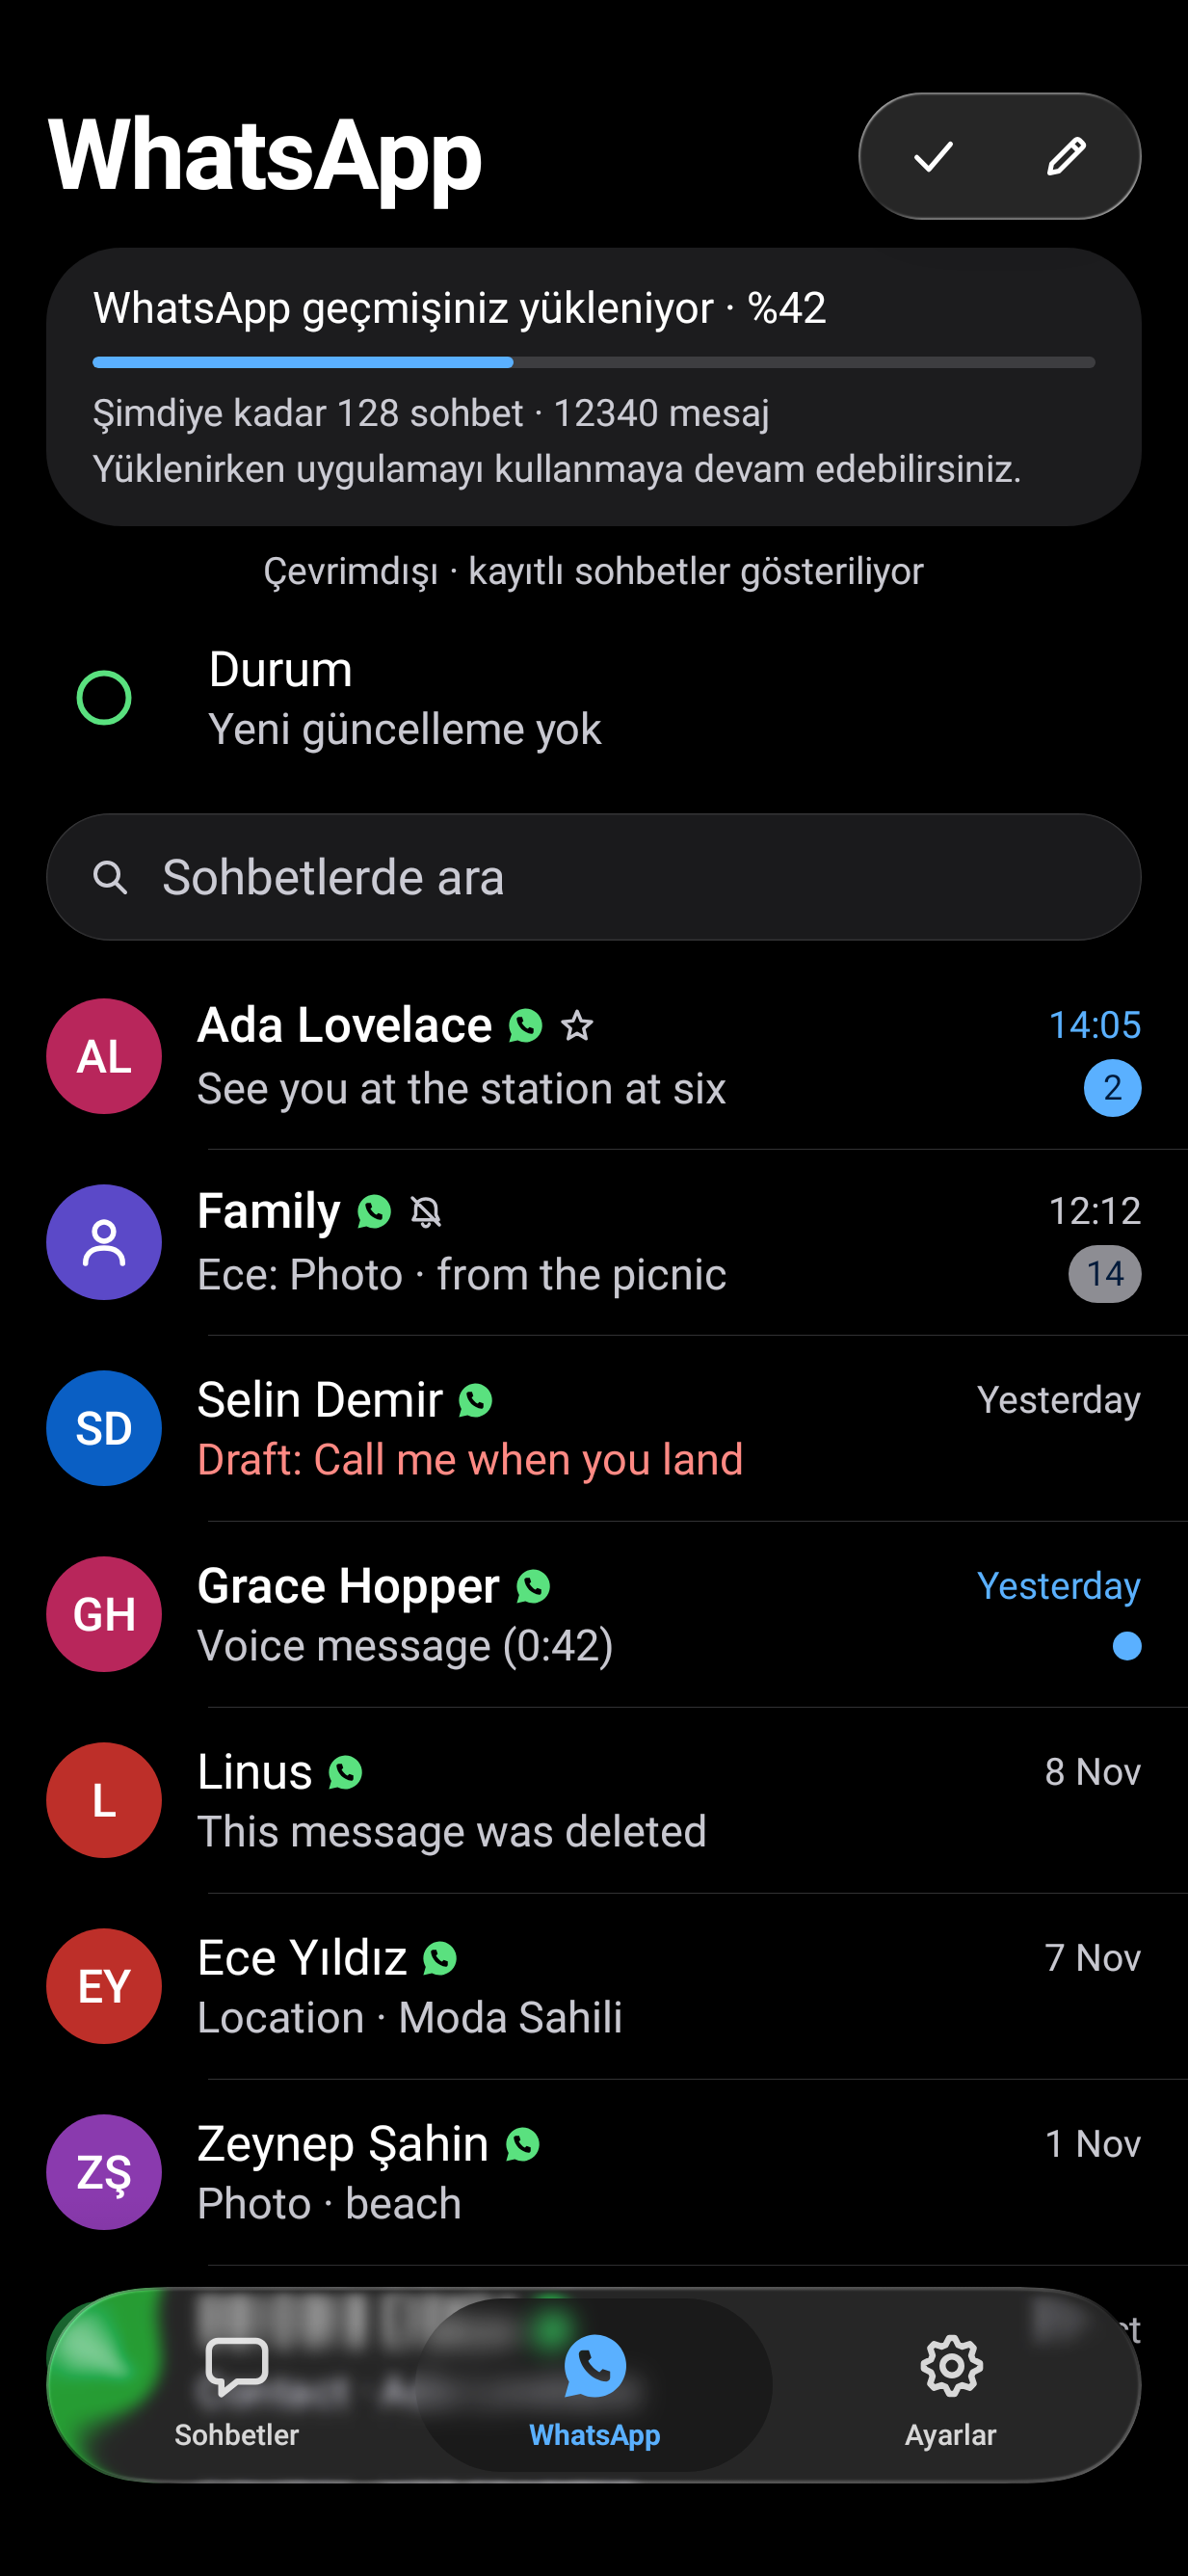 WhatsApp
WhatsApp geçmişiniz yükleniyor · %42
Şimdiye kadar 128 sohbet · 12340 mesaj
Yüklenirken uygulamayı kullanmaya devam edebilirsiniz.
Çevrimdışı · kayıtlı sohbetler gösteriliyor
Durum
Yeni güncelleme yok
Sohbetlerde ara
AL
Ada Lovelace 14:05
See you at the station at six 2
Family 12:12
Ece: Photo · from the picnic 14
SD
Selin Demir Yesterday
Draft: Call me when you land
GH
Grace Hopper Yesterday
Voice message (0:42)
L
Linus 8 Nov
This message was deleted
EY
Ece Yıldız 7 Nov
Location · Moda Sahili
ZŞ
Zeynep Şahin 1 Nov
Photo · beach
Sohbetler WhatsApp Ayarlar